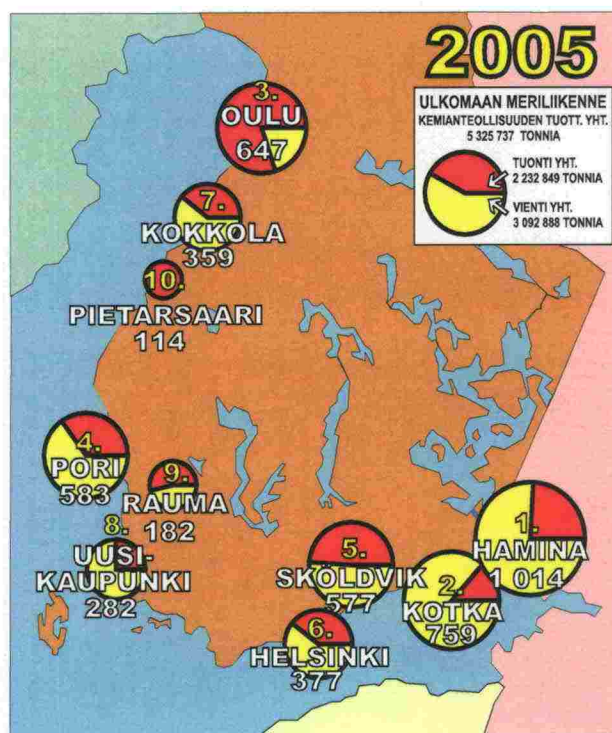 2005
ULKOMAAN MERILIIKENNE
KEMIANTEOLLISUUDEN TUOTT. YHT.
5 325 737 TONNIA
TUONTI YHT.
2 232 849 TONNIA
VIENTI YHT.
3 092 888 TONNIA
3.
OULU
647
7.
KOKKOLA
359
10.
PIETARSAARI
114
4.
PORI
583
9.
RAUMA
182
8.
UUSI-
KAUPUNKI
282
5.
SKÖLDVIK
577
6.
HELSINKI
377
2.
KOTKA
759
1.
HAMINA
1 014